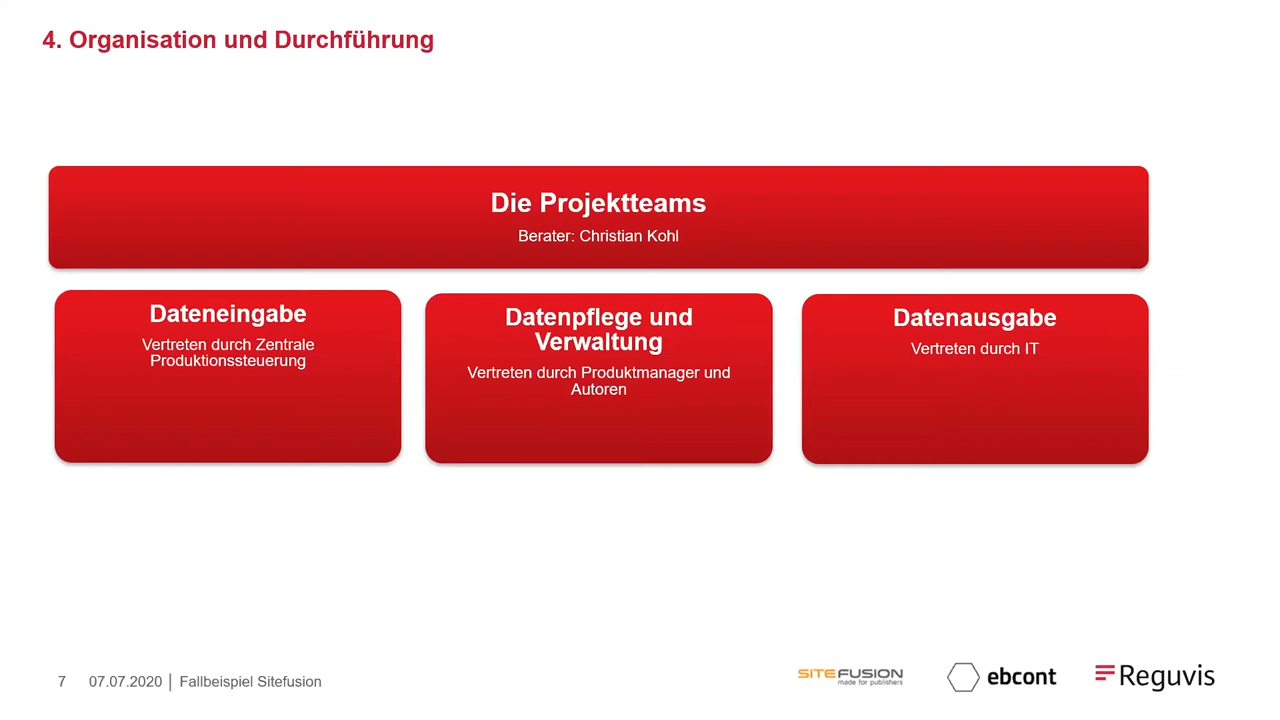 4. Organisation und Durchführung
Die Projektteams
Berater: Christian Kohl
Dateneingabe
Vertreten durch Zentrale
Produktionssteuerung
Datenpflege und
Verwaltung
Vertreten durch Produktmanager und
Autoren
Datenausgabe
Vertreten durch IT
7 07.07.2020 | Fallbeispiel Sitefusion
SITEFUSION
made for publishers
ebcont
Reguvis